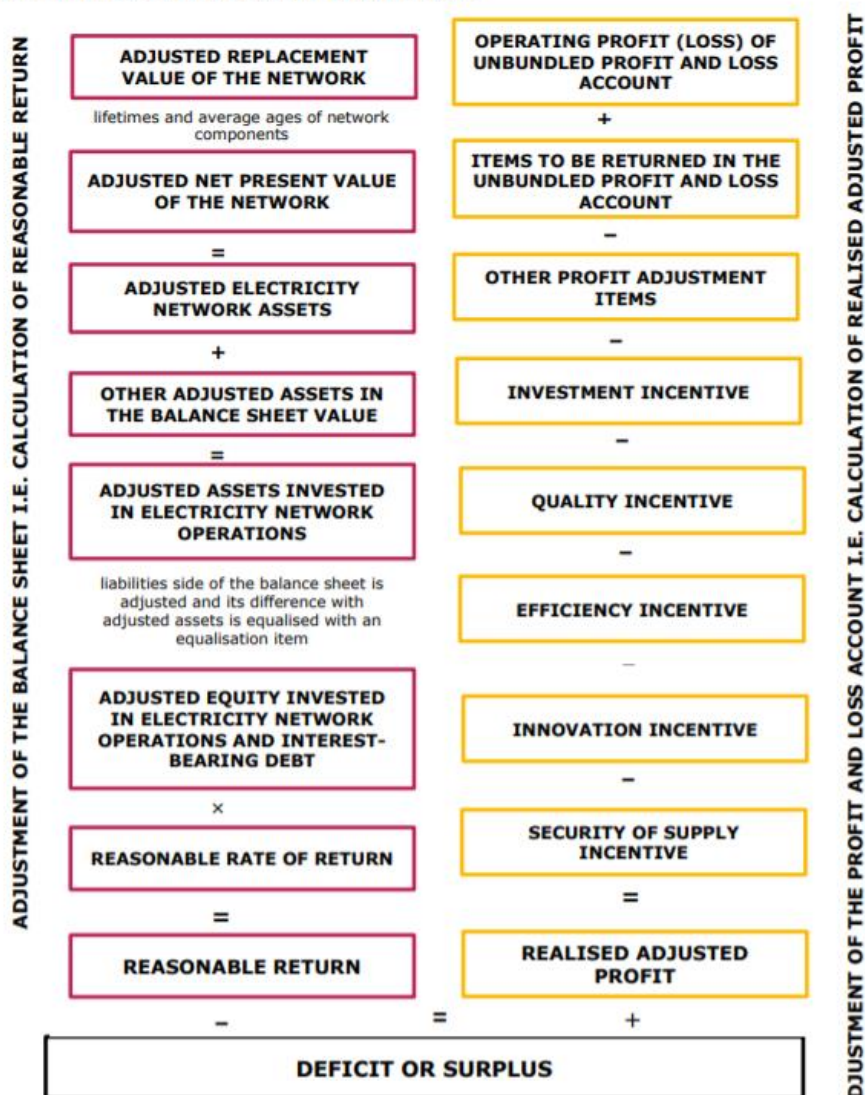 ADJUSTMENT OF THE BALANCE SHEET I.E. CALCULATION OF REASONABLE RETURN
ADJUSTED REPLACEMENT
VALUE OF THE NETWORK
lifetimes and average ages of network
components
ADJUSTED NET PRESENT VALUE
OF THE NETWORK
=
ADJUSTED ELECTRICITY
NETWORK ASSETS
+
OTHER ADJUSTED ASSETS IN
THE BALANCE SHEET VALUE
=
ADJUSTED ASSETS INVESTED
IN ELECTRICITY NETWORK
OPERATIONS
liabilities side of the balance sheet is
adjusted and its difference with
adjusted assets is equalised with an
equalisation item
ADJUSTED EQUITY INVESTED
IN ELECTRICITY NETWORK
OPERATIONS AND INTEREST-
BEARING DEBT
×
REASONABLE RATE OF RETURN
=
REASONABLE RETURN
–
OPERATING PROFIT (LOSS) OF
UNBUNDLED PROFIT AND LOSS
ACCOUNT
+
ITEMS TO BE RETURNED IN THE
UNBUNDLED PROFIT AND LOSS
ACCOUNT
–
OTHER PROFIT ADJUSTMENT
ITEMS
–
INVESTMENT INCENTIVE
–
QUALITY INCENTIVE
–
EFFICIENCY INCENTIVE
–
INNOVATION INCENTIVE
–
SECURITY OF SUPPLY
INCENTIVE
=
REALISED ADJUSTED
PROFIT
+
=
DEFICIT OR SURPLUS
DJUSTMENT OF THE PROFIT AND LOSS ACCOUNT I.E. CALCULATION OF REALISED ADJUSTED PROFIT